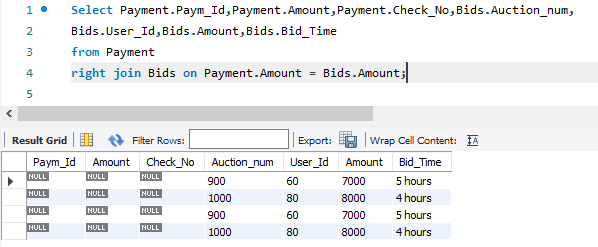 1 Select Payment.Paym_Id,Payment.Amount,Payment.Check_No,Bids.Auction_num,
2 Bids.User_Id,Bids.Amount,Bids.Bid_Time
3 from Payment
4 right join Bids on Payment.Amount = Bids.Amount;
5
Result Grid Filter Rows: Export: Wrap Cell Content: IA
Paym_Id Amount Check_No Auction_num User_Id Amount Bid_Time
NULL NULL NULL 900 60 7000 5 hours
NULL NULL NULL 1000 80 8000 4 hours
NULL NULL NULL 900 60 7000 5 hours
NULL NULL NULL 1000 80 8000 4 hours